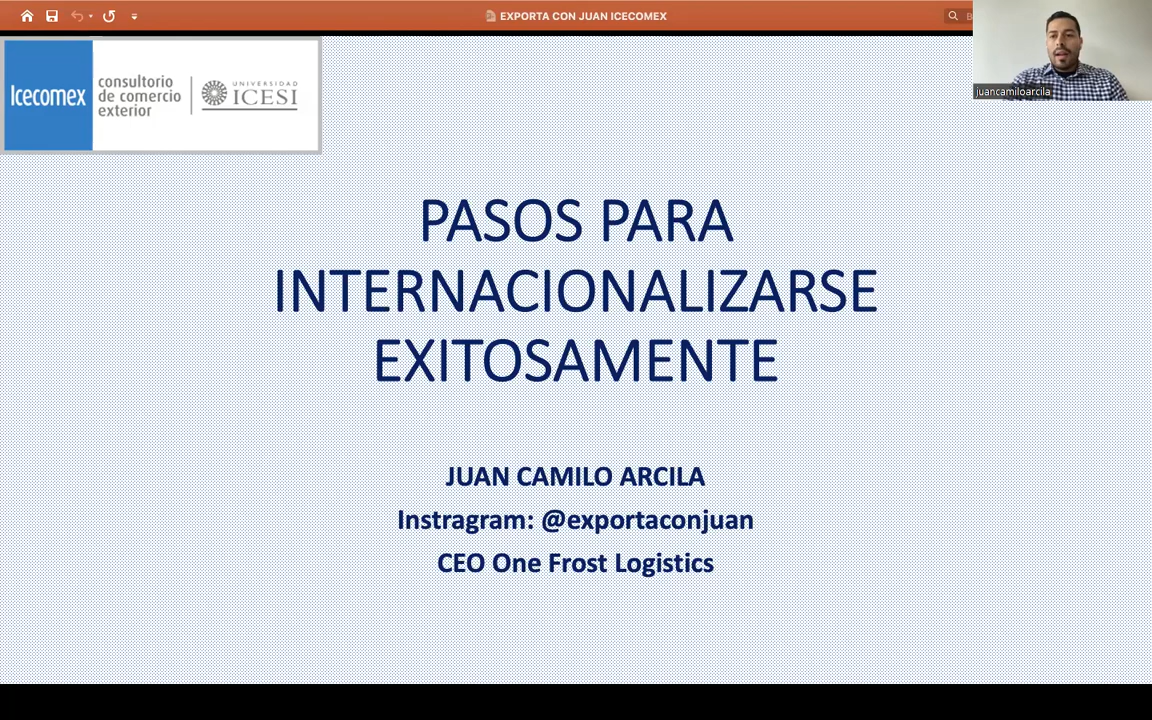 EXPORTA CON JUAN ICECOMEX
juancamiloarcila
Icecomex
consultorio
de comercio
exterior
UNIVERSIDAD
ICESI
PASOS PARA
INTERNACIONALIZARSE
EXITOSAMENTE
JUAN CAMILO ARCILA
Instragram: @exportaconjuan
CEO One Frost Logistics